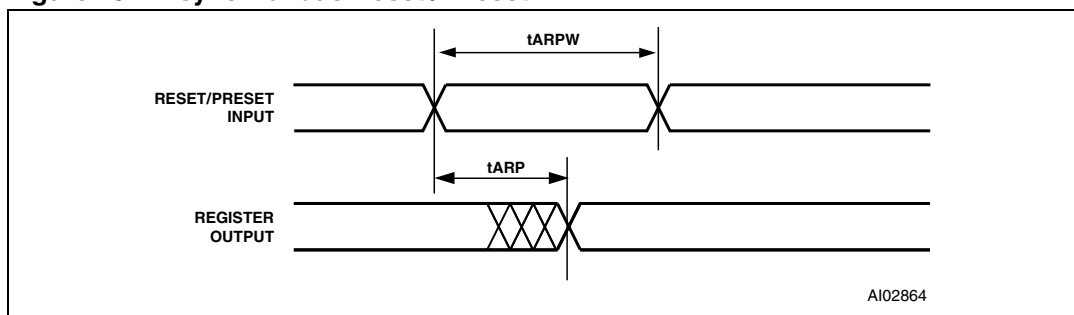 tARPW
RESET/PRESET
INPUT
tARP
REGISTER
OUTPUT
AI02864